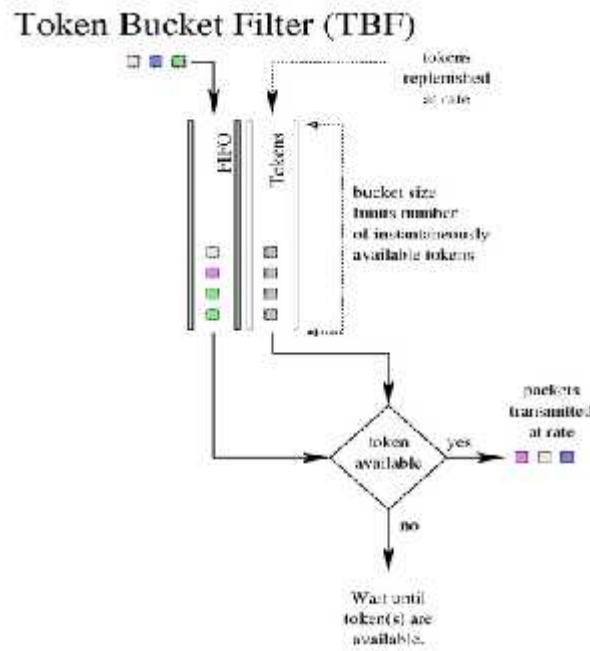 Token Bucket Filter (TBF)
tokens
replenished
at rate
FIFO
Tokens
bucket size
limits number
of instantaneously
available tokens
token
available
yes
packets
transmitted
at rate
no
Wait until
token(s) are
available.